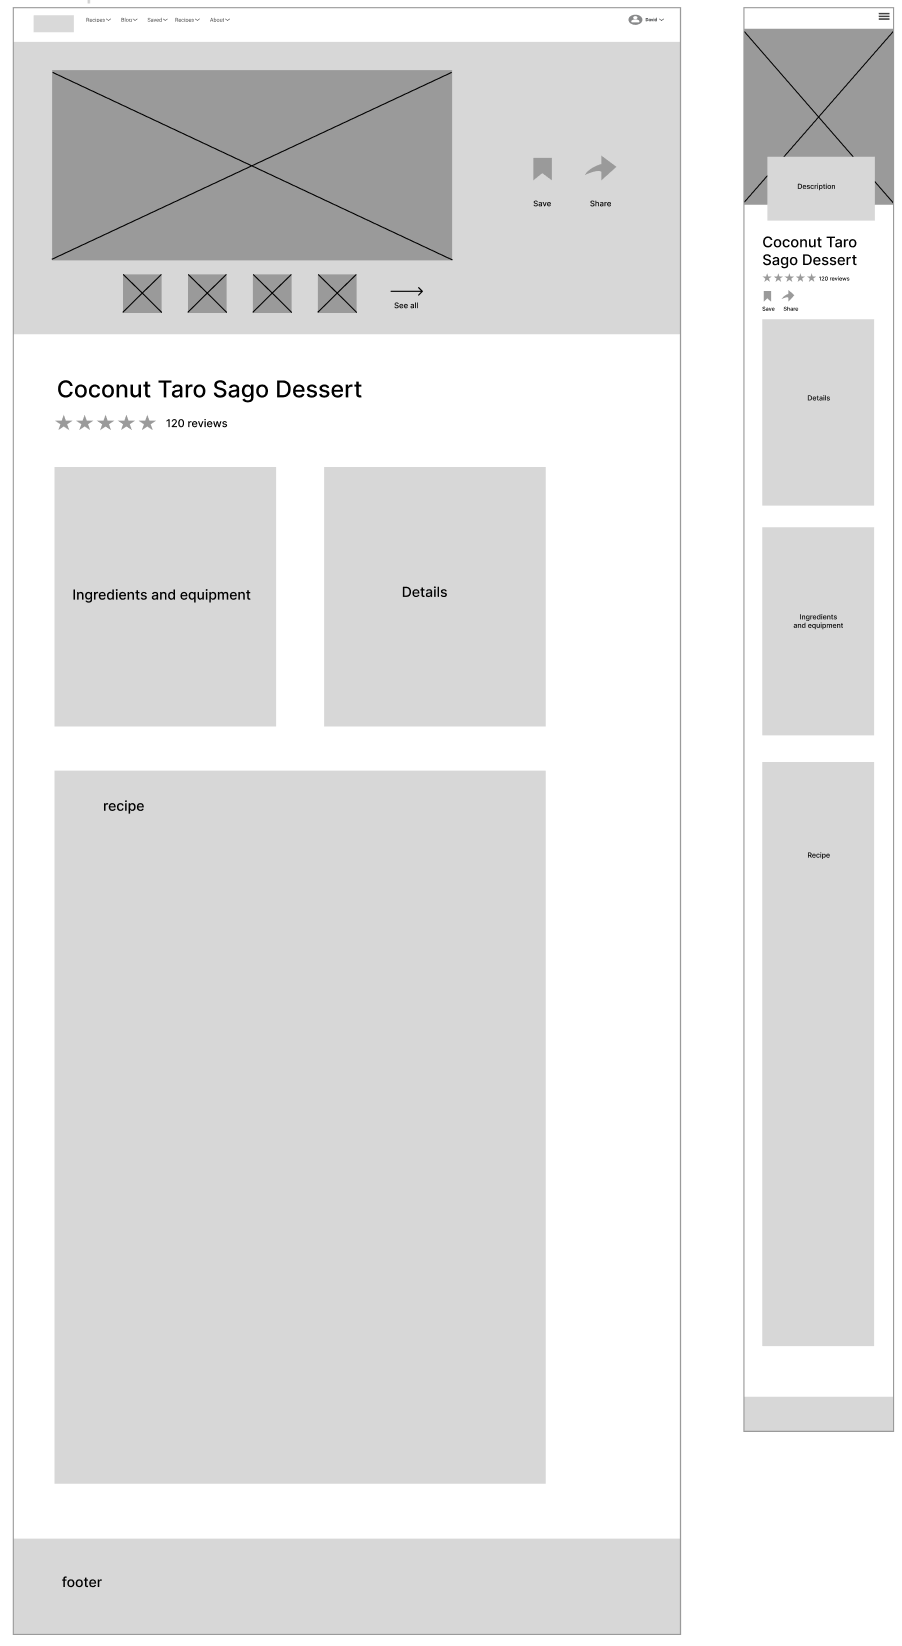 Recipes Blog Saved Recipes About David
Save Share
See all
Coconut Taro Sago Dessert
120 reviews
Ingredients and equipment
Details
recipe
footer
Description
Coconut Taro
Sago Dessert
120 reviews
Save Share
Details
Ingredients
and equipment
Recipe